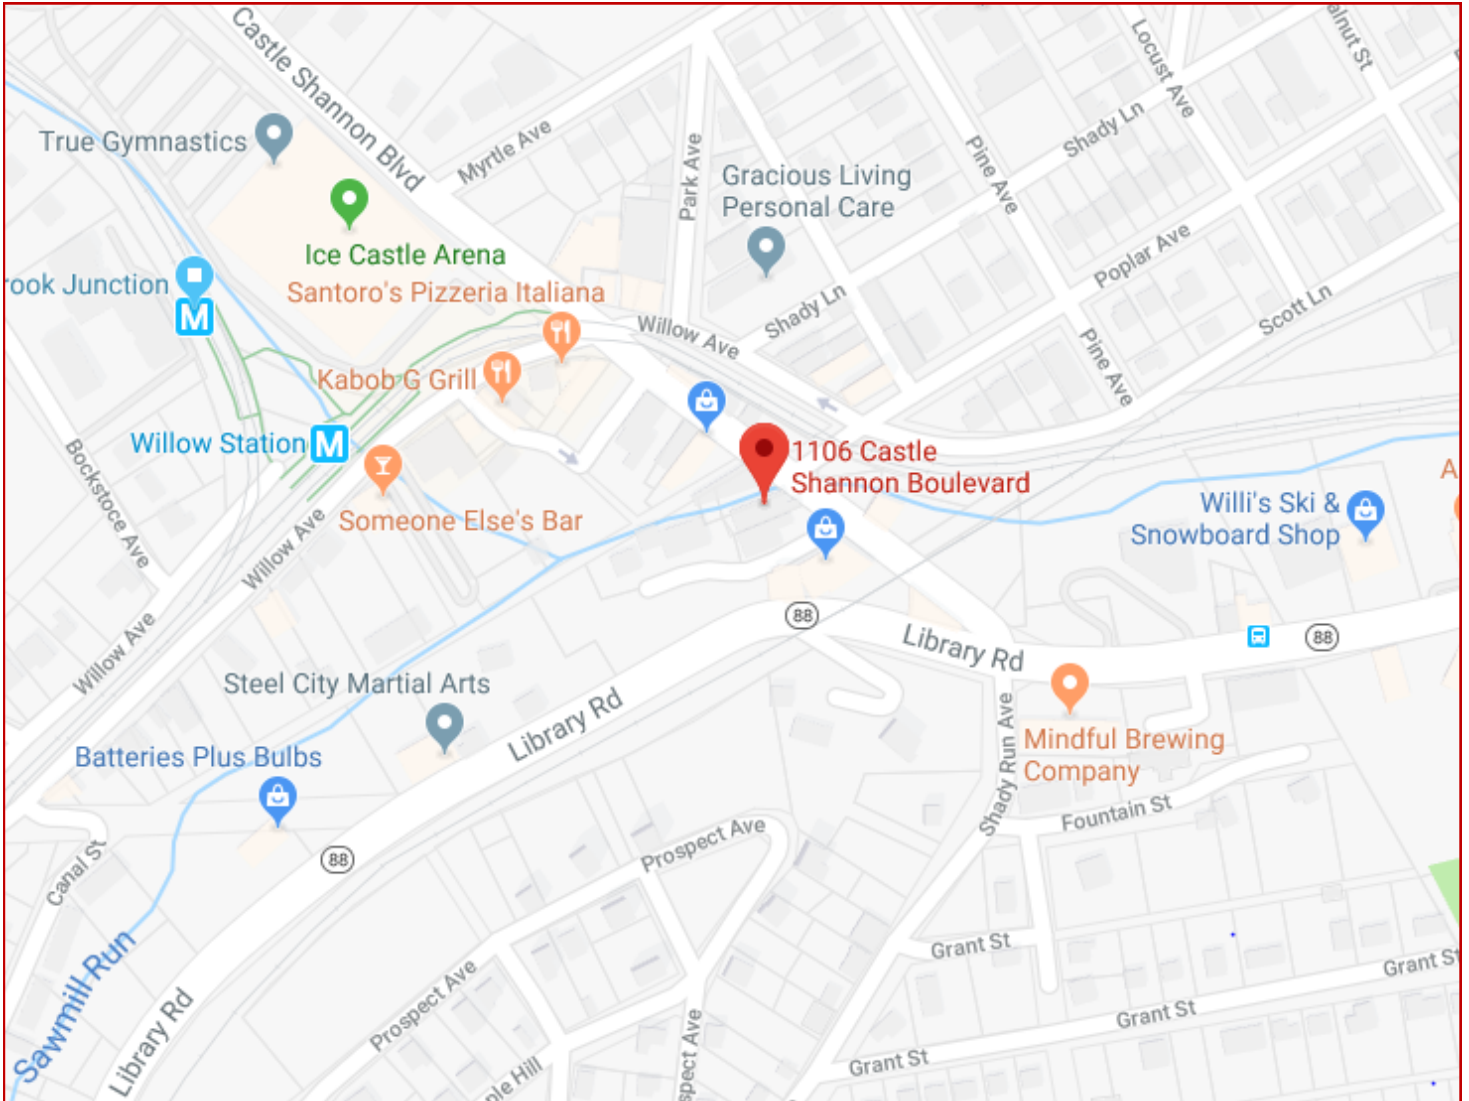 Castle Shannon Blvd
Locust Ave
True Gymnastics
Myrtle Ave
Shady Ln
Park Ave
Pine Ave
Gracious Living
Personal Care
Ice Castle Arena
Poplar Ave
rook Junction
M
Santoro's Pizzeria Italiana
Shady Ln
Scott Ln
Willow Ave
Pine Ave
Kabob G Grill
Willow Station
M
1106 Castle
Shannon Boulevard
Bockstoce Ave
Willow Ave
Someone Else's Bar
Willi's Ski &
Snowboard Shop
A
88
Library Rd
88
Willow Ave
Steel City Martial Arts
Library Rd
Shady Run Ave
Mindful Brewing
Company
Batteries Plus Bulbs
Fountain St
Prospect Ave
88
Canal St
Grant St
Grant St
Sawmill Run
Prospect Ave
Grant St
Library Rd
Grant St
spect Ave
ple Hill